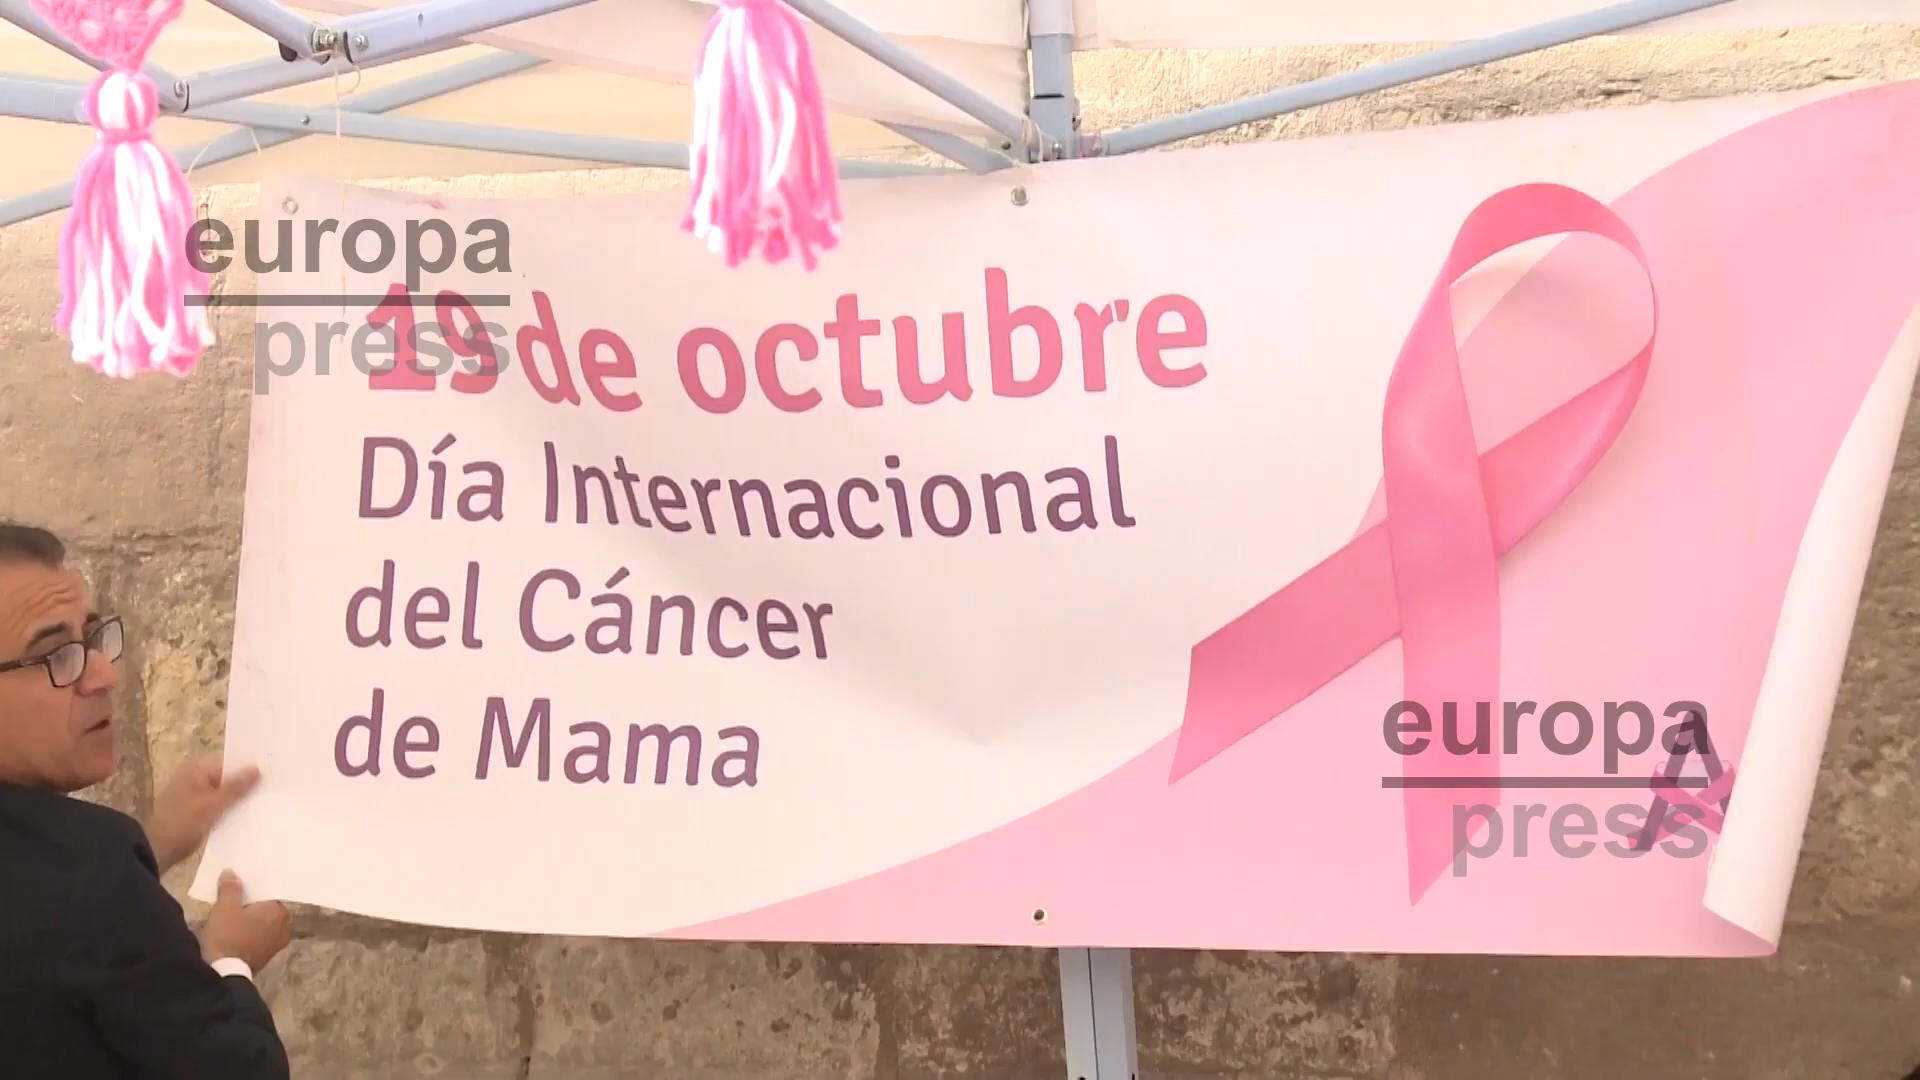 europa
press
19 de octubre
Día Internacional
del Cáncer
de Mama
europa
press